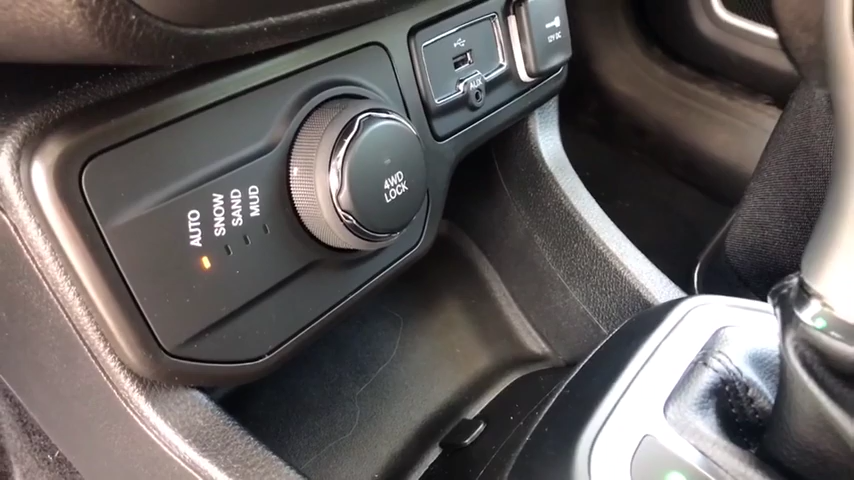 AUTO
SNOW
SAND
MUD
4WD
LOCK
AUX
12V DC